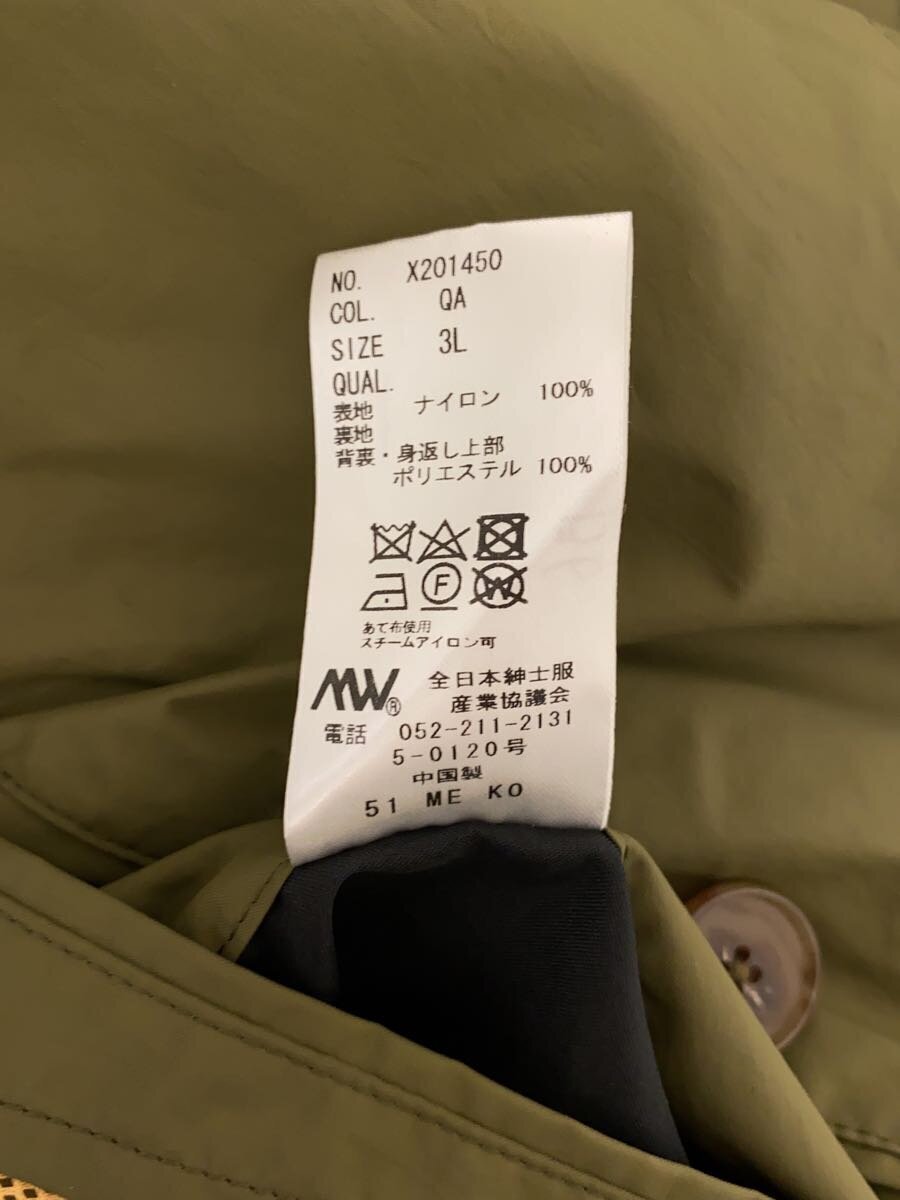 NO. X201450
COL. QA
SIZE 3L
QUAL.
表地 ナイロン 100%
裏地
背裏・身返し上部
ポリエステル 100%
F
W
あて布使用
スチームアイロン可
MW® 全日本紳士服
産業協議会
電話 052-211-2131
5-0120号
中国製
51 ME KO